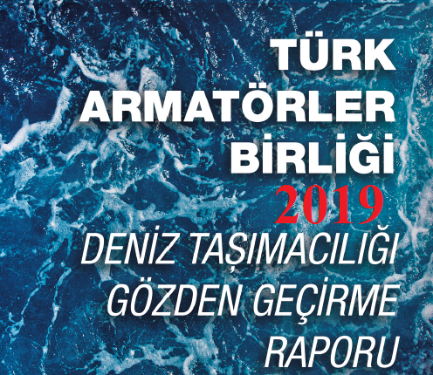 TÜRK
ARMATÖRLER
BİRLİĞİ
2019
DENİZ TAŞIMACILIĞI
GÖZDEN GEÇİRME
RAPORU